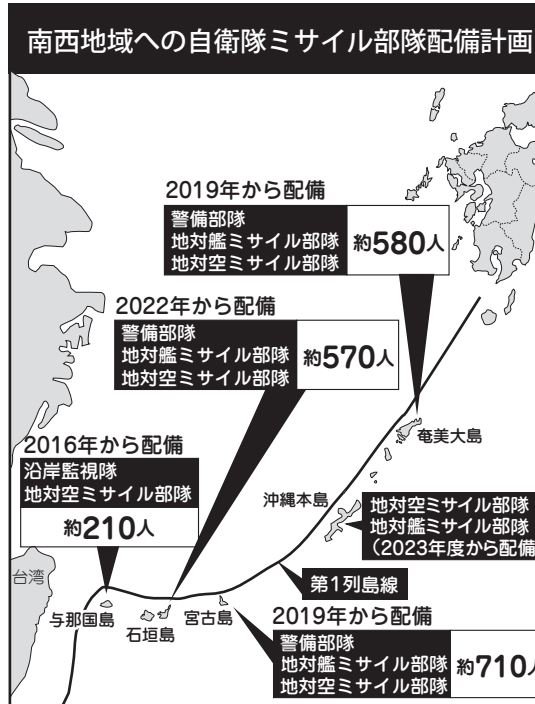 南西地域への自衛隊ミサイル部隊配備計画
2019年から配備
警備部隊
地対艦ミサイル部隊
地対空ミサイル部隊
約580人
2022年から配備
警備部隊
地対艦ミサイル部隊
地対空ミサイル部隊
約570人
奄美大島
2016年から配備
沿岸監視隊
地対空ミサイル部隊
約210人
沖縄本島
地対空ミサイル部隊
地対艦ミサイル部隊
（2023年度から配備
台湾
第1列島線
与那国島
石垣島
宮古島
2019年から配備
警備部隊
地対艦ミサイル部隊
地対空ミサイル部隊
約710人